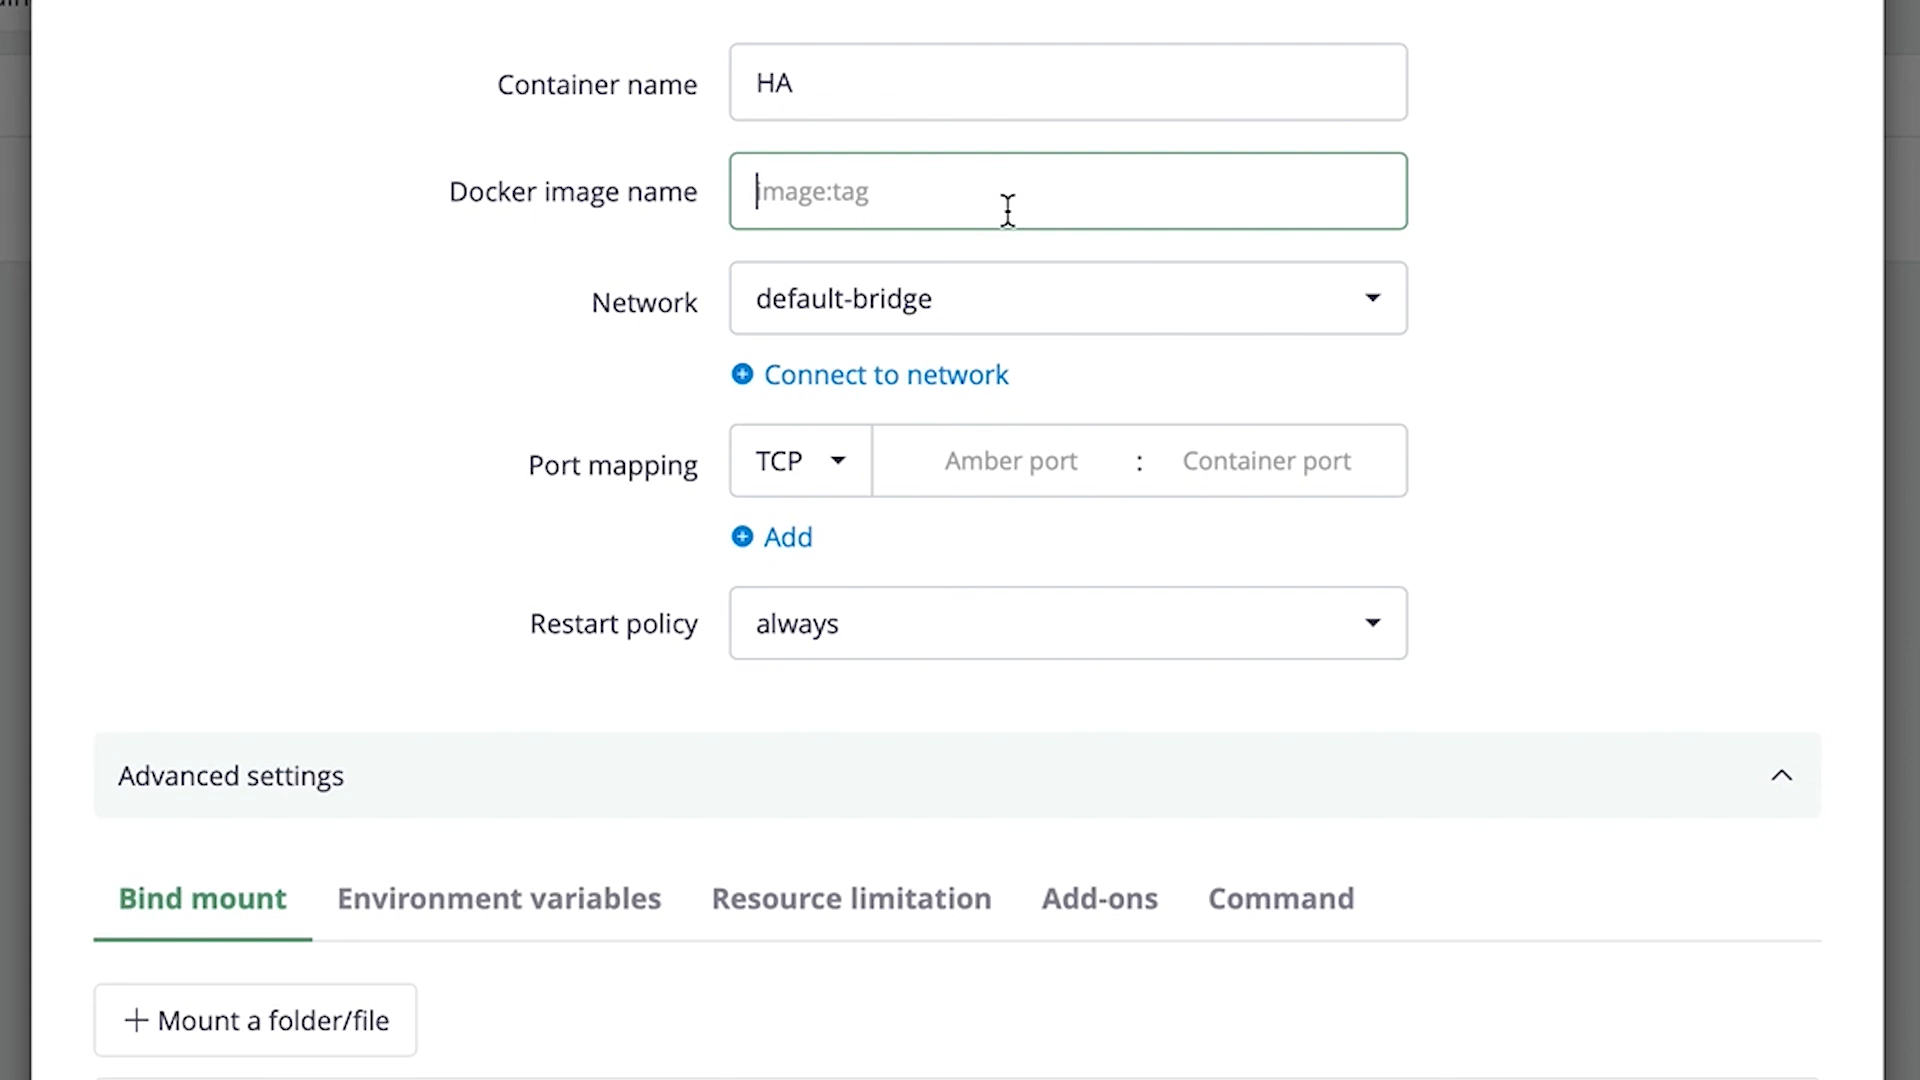 Container name
HA
Docker image name
image:tag
Network
default-bridge
Connect to network
Port mapping
TCP
Amber port : Container port
Add
Restart policy
always
Advanced settings
Bind mount
Environment variables
Resource limitation
Add-ons
Command
+ Mount a folder/file